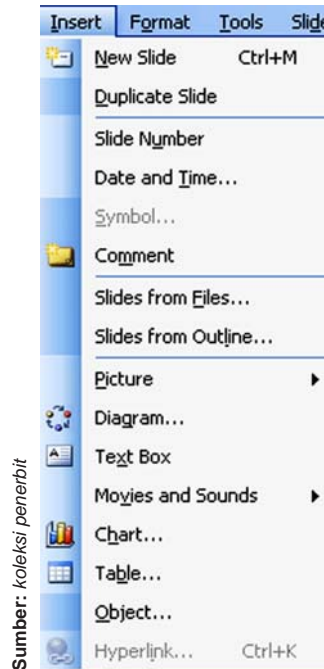 Insert Format Tools Slide
New Slide Ctrl+M
Duplicate Slide
Slide Number
Date and Time...
Symbol...
Comment
Slides from Files...
Slides from Outline...
Picture
Diagram...
Text Box
Movies and Sounds
Chart...
Table...
Object...
Hyperlink... Ctrl+K
Sumber: koleksi penerbit